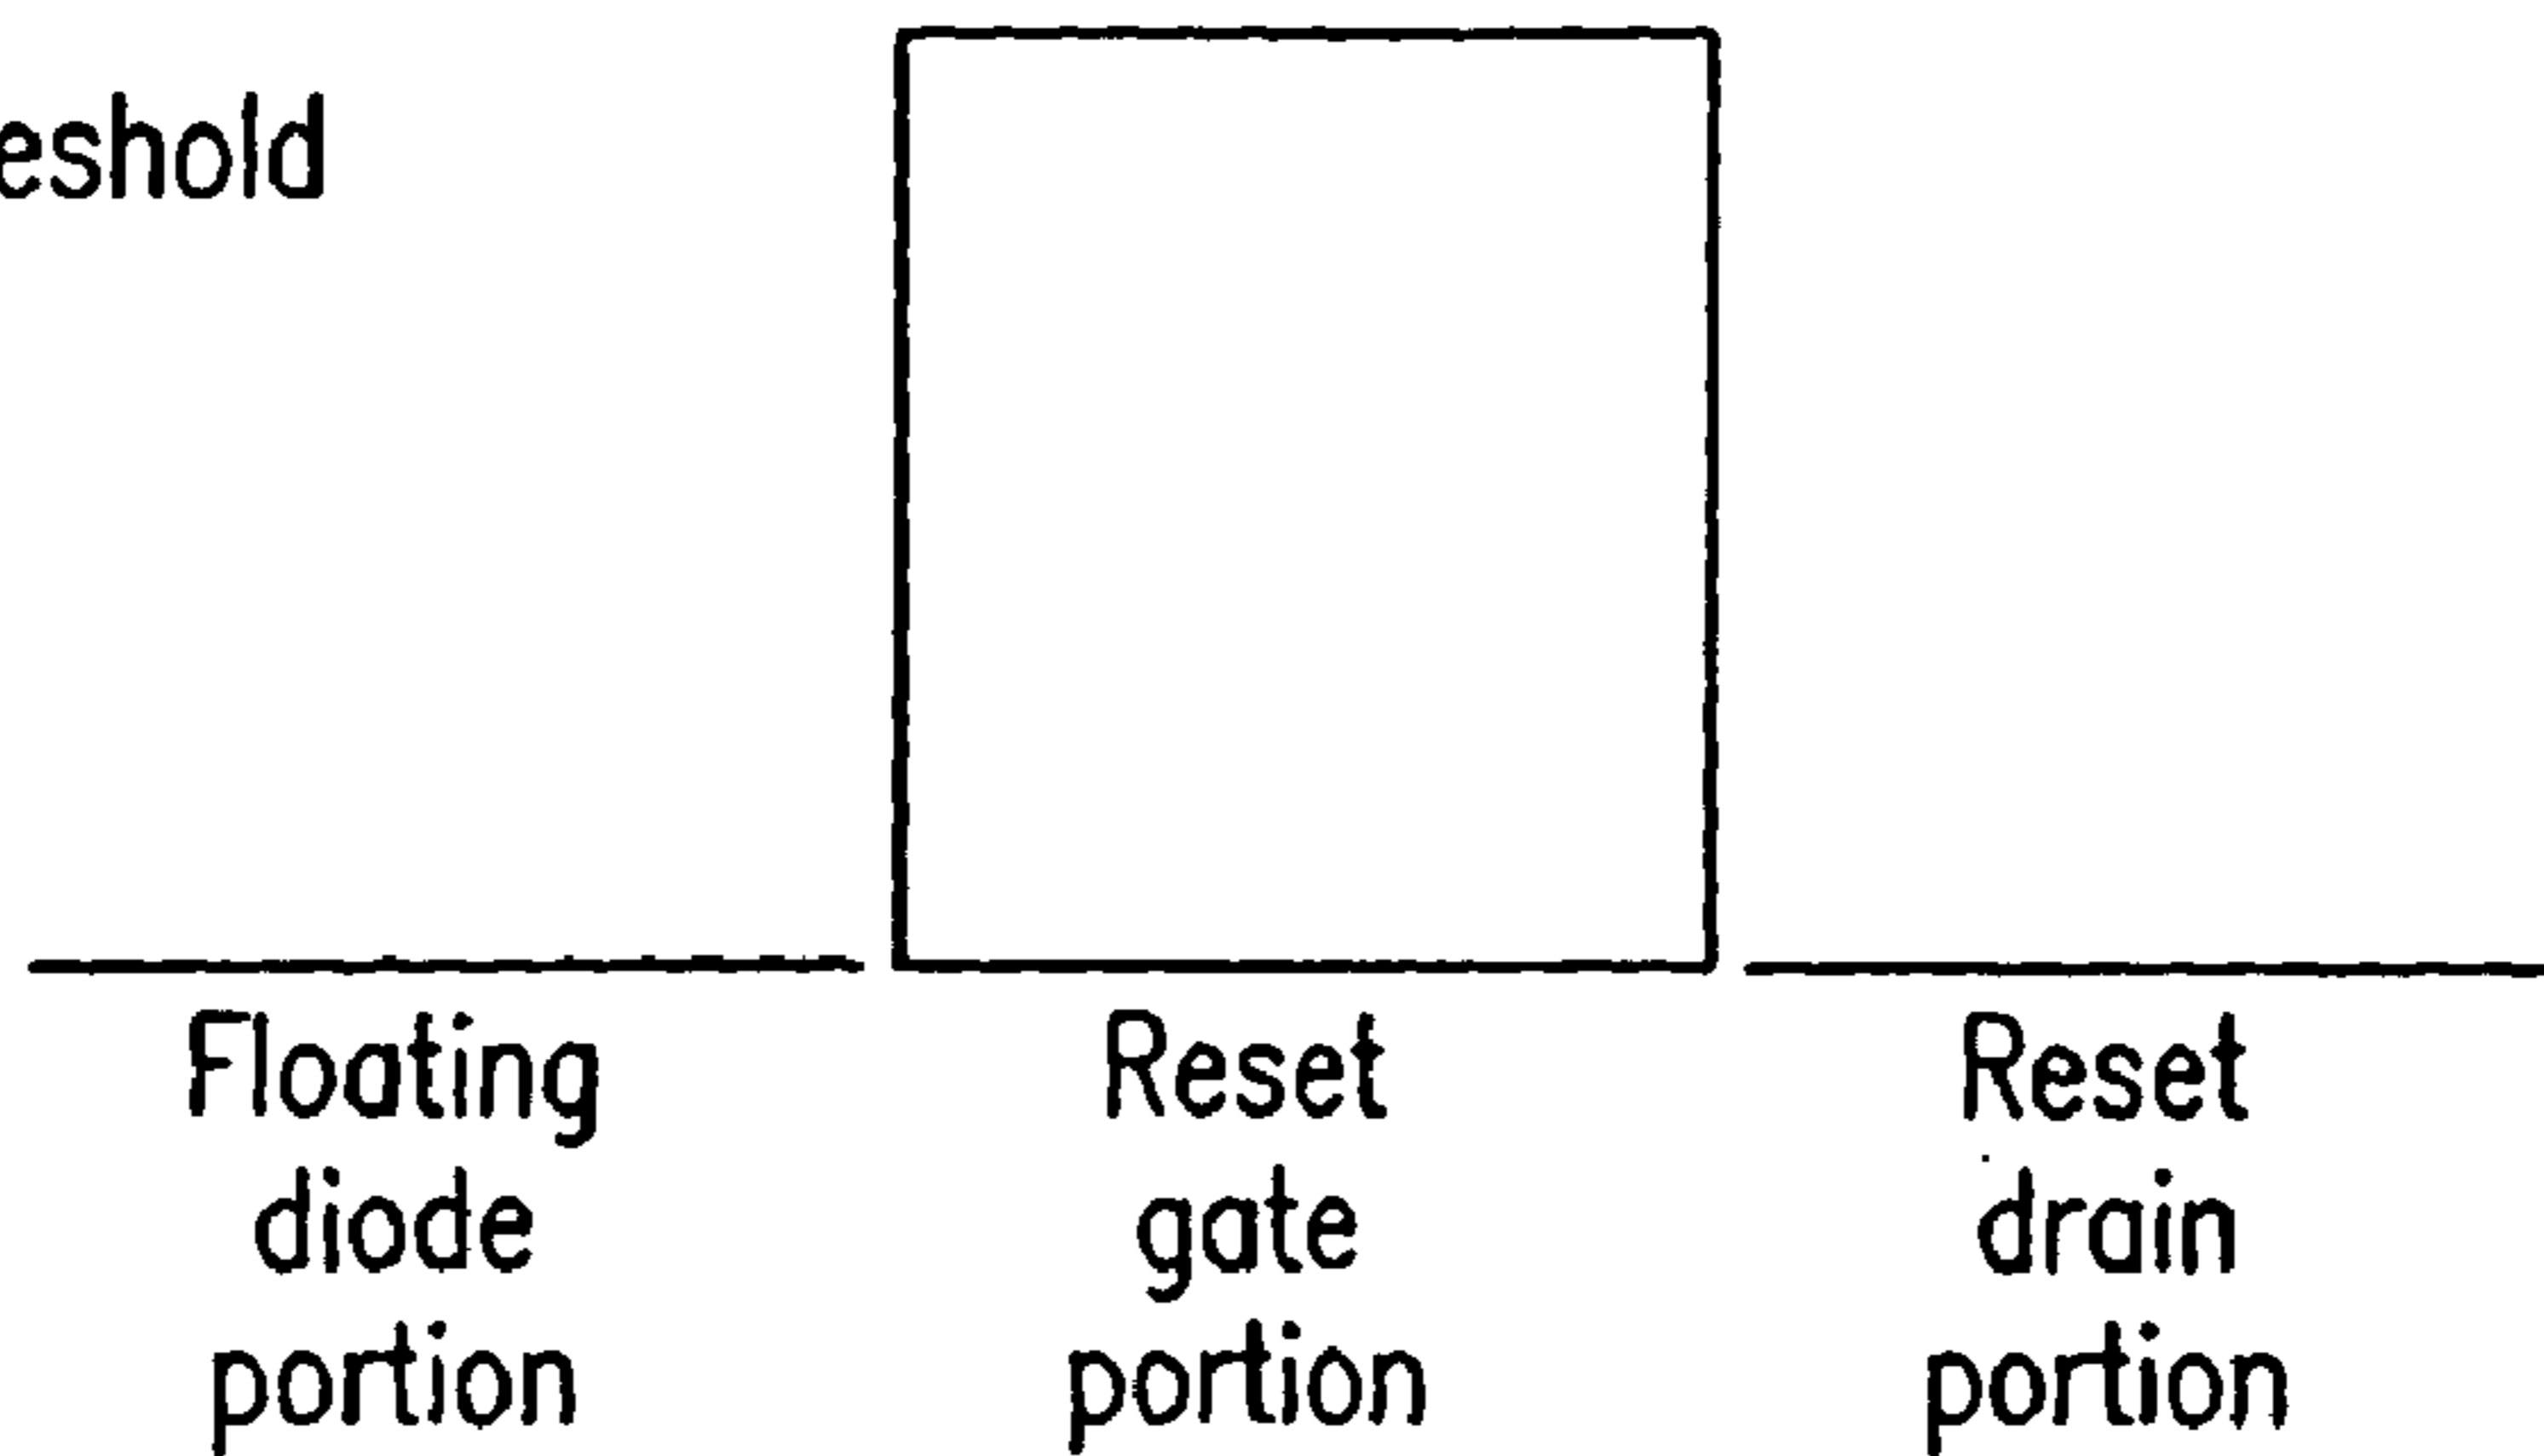 eshold
Floating
diode
portion
Reset
gate
portion
Reset
drain
portion